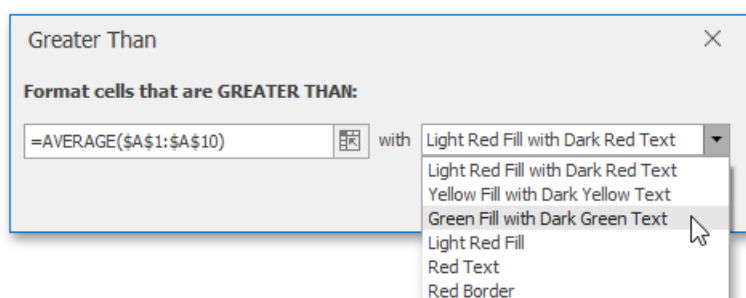 Greater Than
Format cells that are GREATER THAN:
=AVERAGE($A$1:$A$10) with Light Red Fill with Dark Red Text
Light Red Fill with Dark Red Text
Yellow Fill with Dark Yellow Text
Green Fill with Dark Green Text
Light Red Fill
Red Text
Red Border